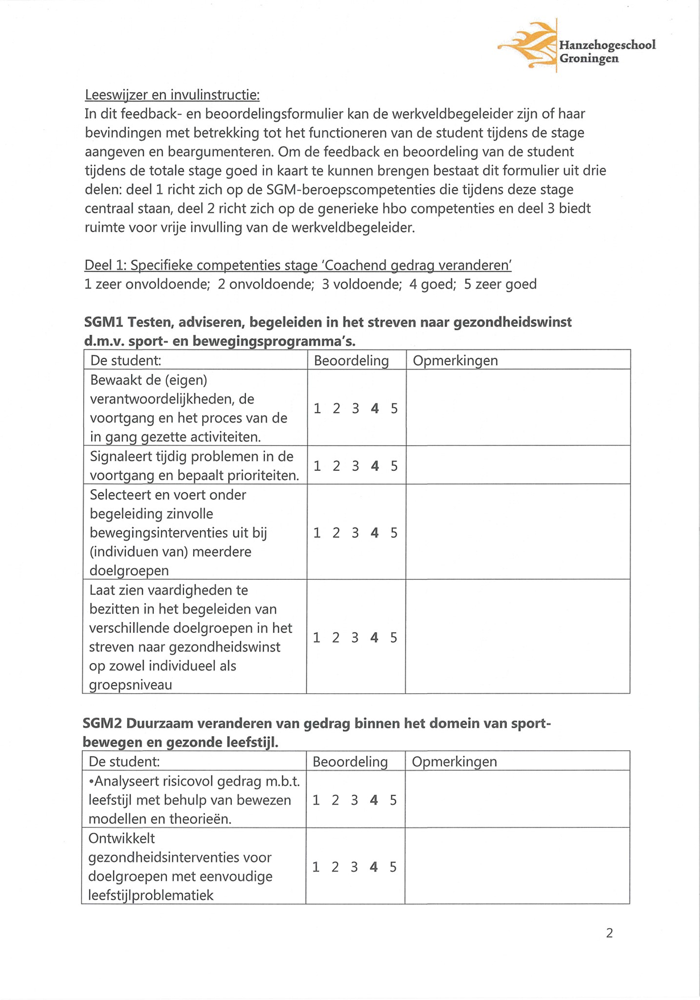 Hanzehogeschool
Groningen
Leeswijzer en invulinstructie:
In dit feedback- en beoordelingsformulier kan de werkveldbegeleider zijn of haar
bevindingen met betrekking tot het functioneren van de student tijdens de stage
aangeven en beargumenteren. Om de feedback en beoordeling van de student
tijdens de totale stage goed in kaart te kunnen brengen bestaat dit formulier uit drie
delen: deel 1 richt zich op de SGM-beroepscompetenties die tijdens deze stage
centraal staan, deel 2 richt zich op de generieke hbo competenties en deel 3 biedt
ruimte voor vrije invulling van de werkveldbegeleider.
Deel 1: Specifieke competenties stage ‘Coachend gedrag veranderen’
1 zeer onvoldoende; 2 onvoldoende; 3 voldoende; 4 goed; 5 zeer goed
SGM1 Testen, adviseren, begeleiden in het streven naar gezondheidswinst
d.m.v. sport- en bewegingsprogramma’s.
De student: Beoordeling Opmerkingen
Bewaakt de (eigen)
verantwoordelijkheden, de
voortgang en het proces van de
in gang gezette activiteiten.
1 2 3 4 5
Signaleert tijdig problemen in de
voortgang en bepaalt prioriteiten.
1 2 3 4 5
Selecteert en voert onder
begeleiding zinvolle
bewegingsinterventies uit bij
(individuen van) meerdere
doelgroepen
1 2 3 4 5
Laat zien vaardigheden te
bezitten in het begeleiden van
verschillende doelgroepen in het
streven naar gezondheidswinst
op zowel individueel als
groepsniveau
1 2 3 4 5
SGM2 Duurzaam veranderen van gedrag binnen het domein van sport-
bewegen en gezonde leefstijl.
De student: Beoordeling Opmerkingen
•Analyseert risicovol gedrag m.b.t.
leefstijl met behulp van bewezen
modellen en theorieën.
1 2 3 4 5
Ontwikkelt
gezondheidsinterventies voor
doelgroepen met eenvoudige
leefstijlproblematiek
1 2 3 4 5
2